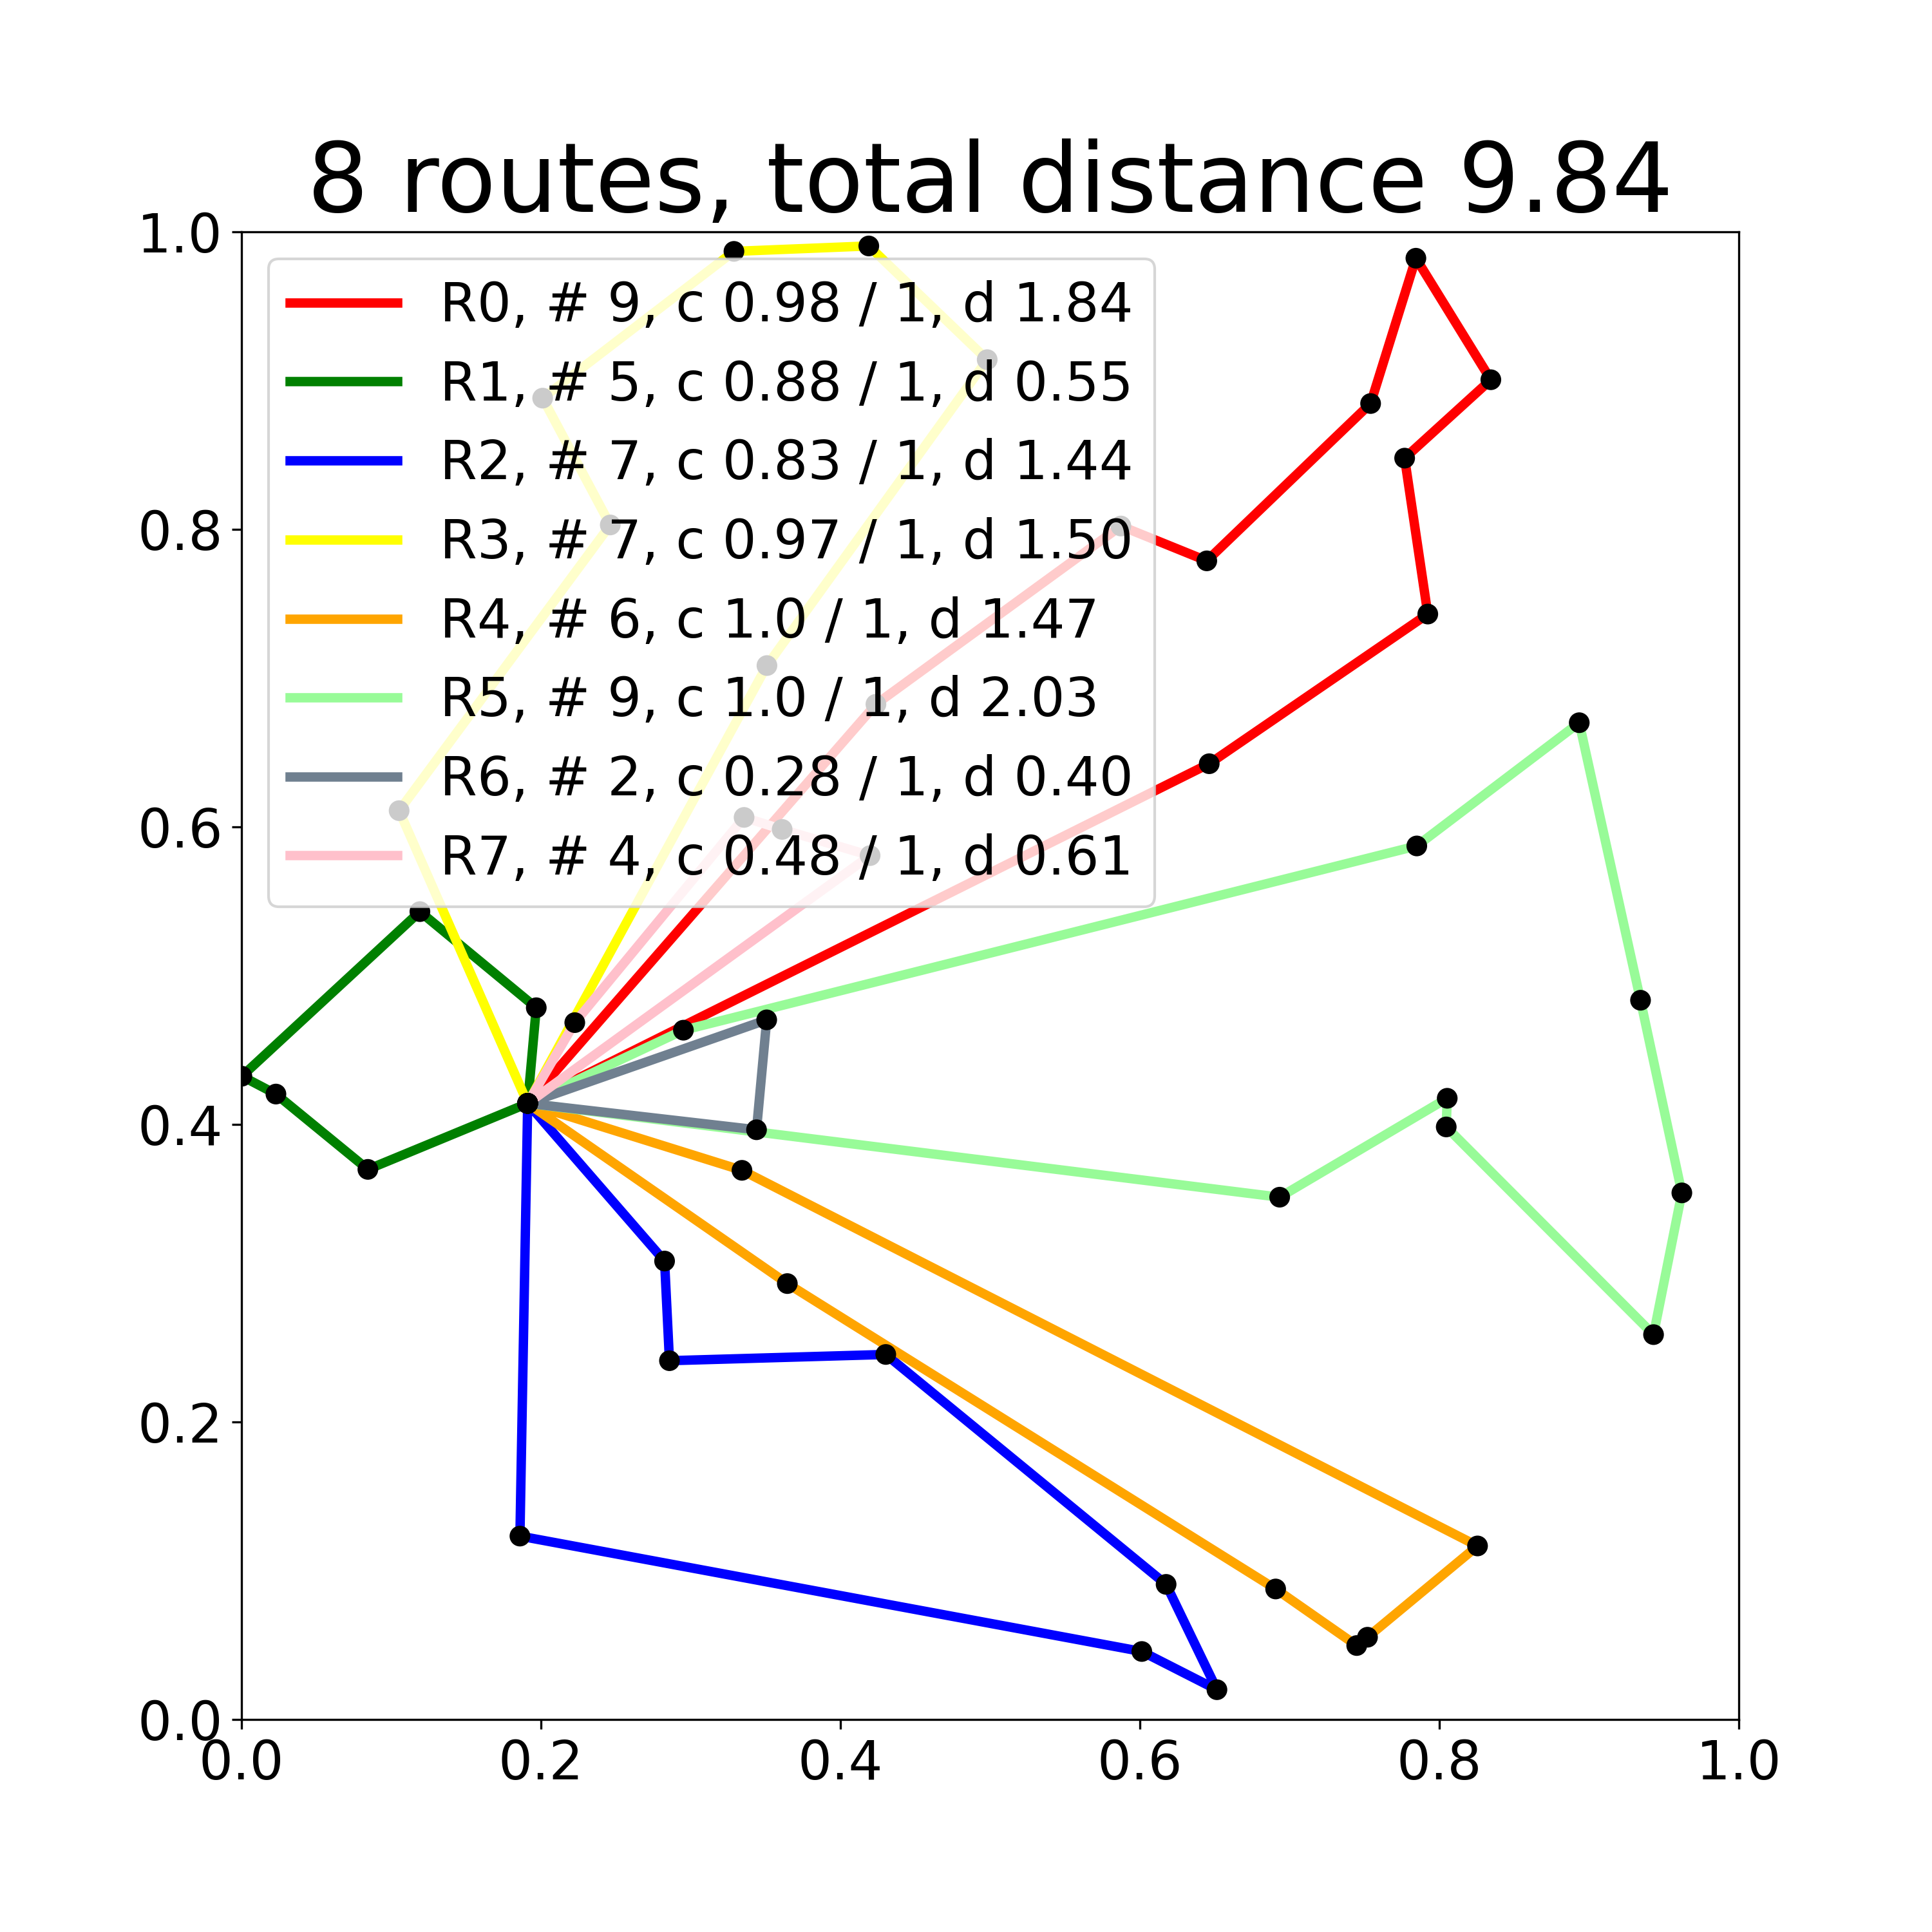 8 routes, total distance 9.84
1.0
0.8
0.6
0.4
0.2
0.0
R0, # 9, c 0.98 / 1, d 1.84
R1, # 5, c 0.88 / 1, d 0.55
R2, # 7, c 0.83 / 1, d 1.44
R3, # 7, c 0.97 / 1, d 1.50
R4, # 6, c 1.0 / 1, d 1.47
R5, # 9, c 1.0 / 1, d 2.03
R6, # 2, c 0.28 / 1, d 0.40
R7, # 4, c 0.48 / 1, d 0.61
0.0 0.2 0.4 0.6 0.8 1.0